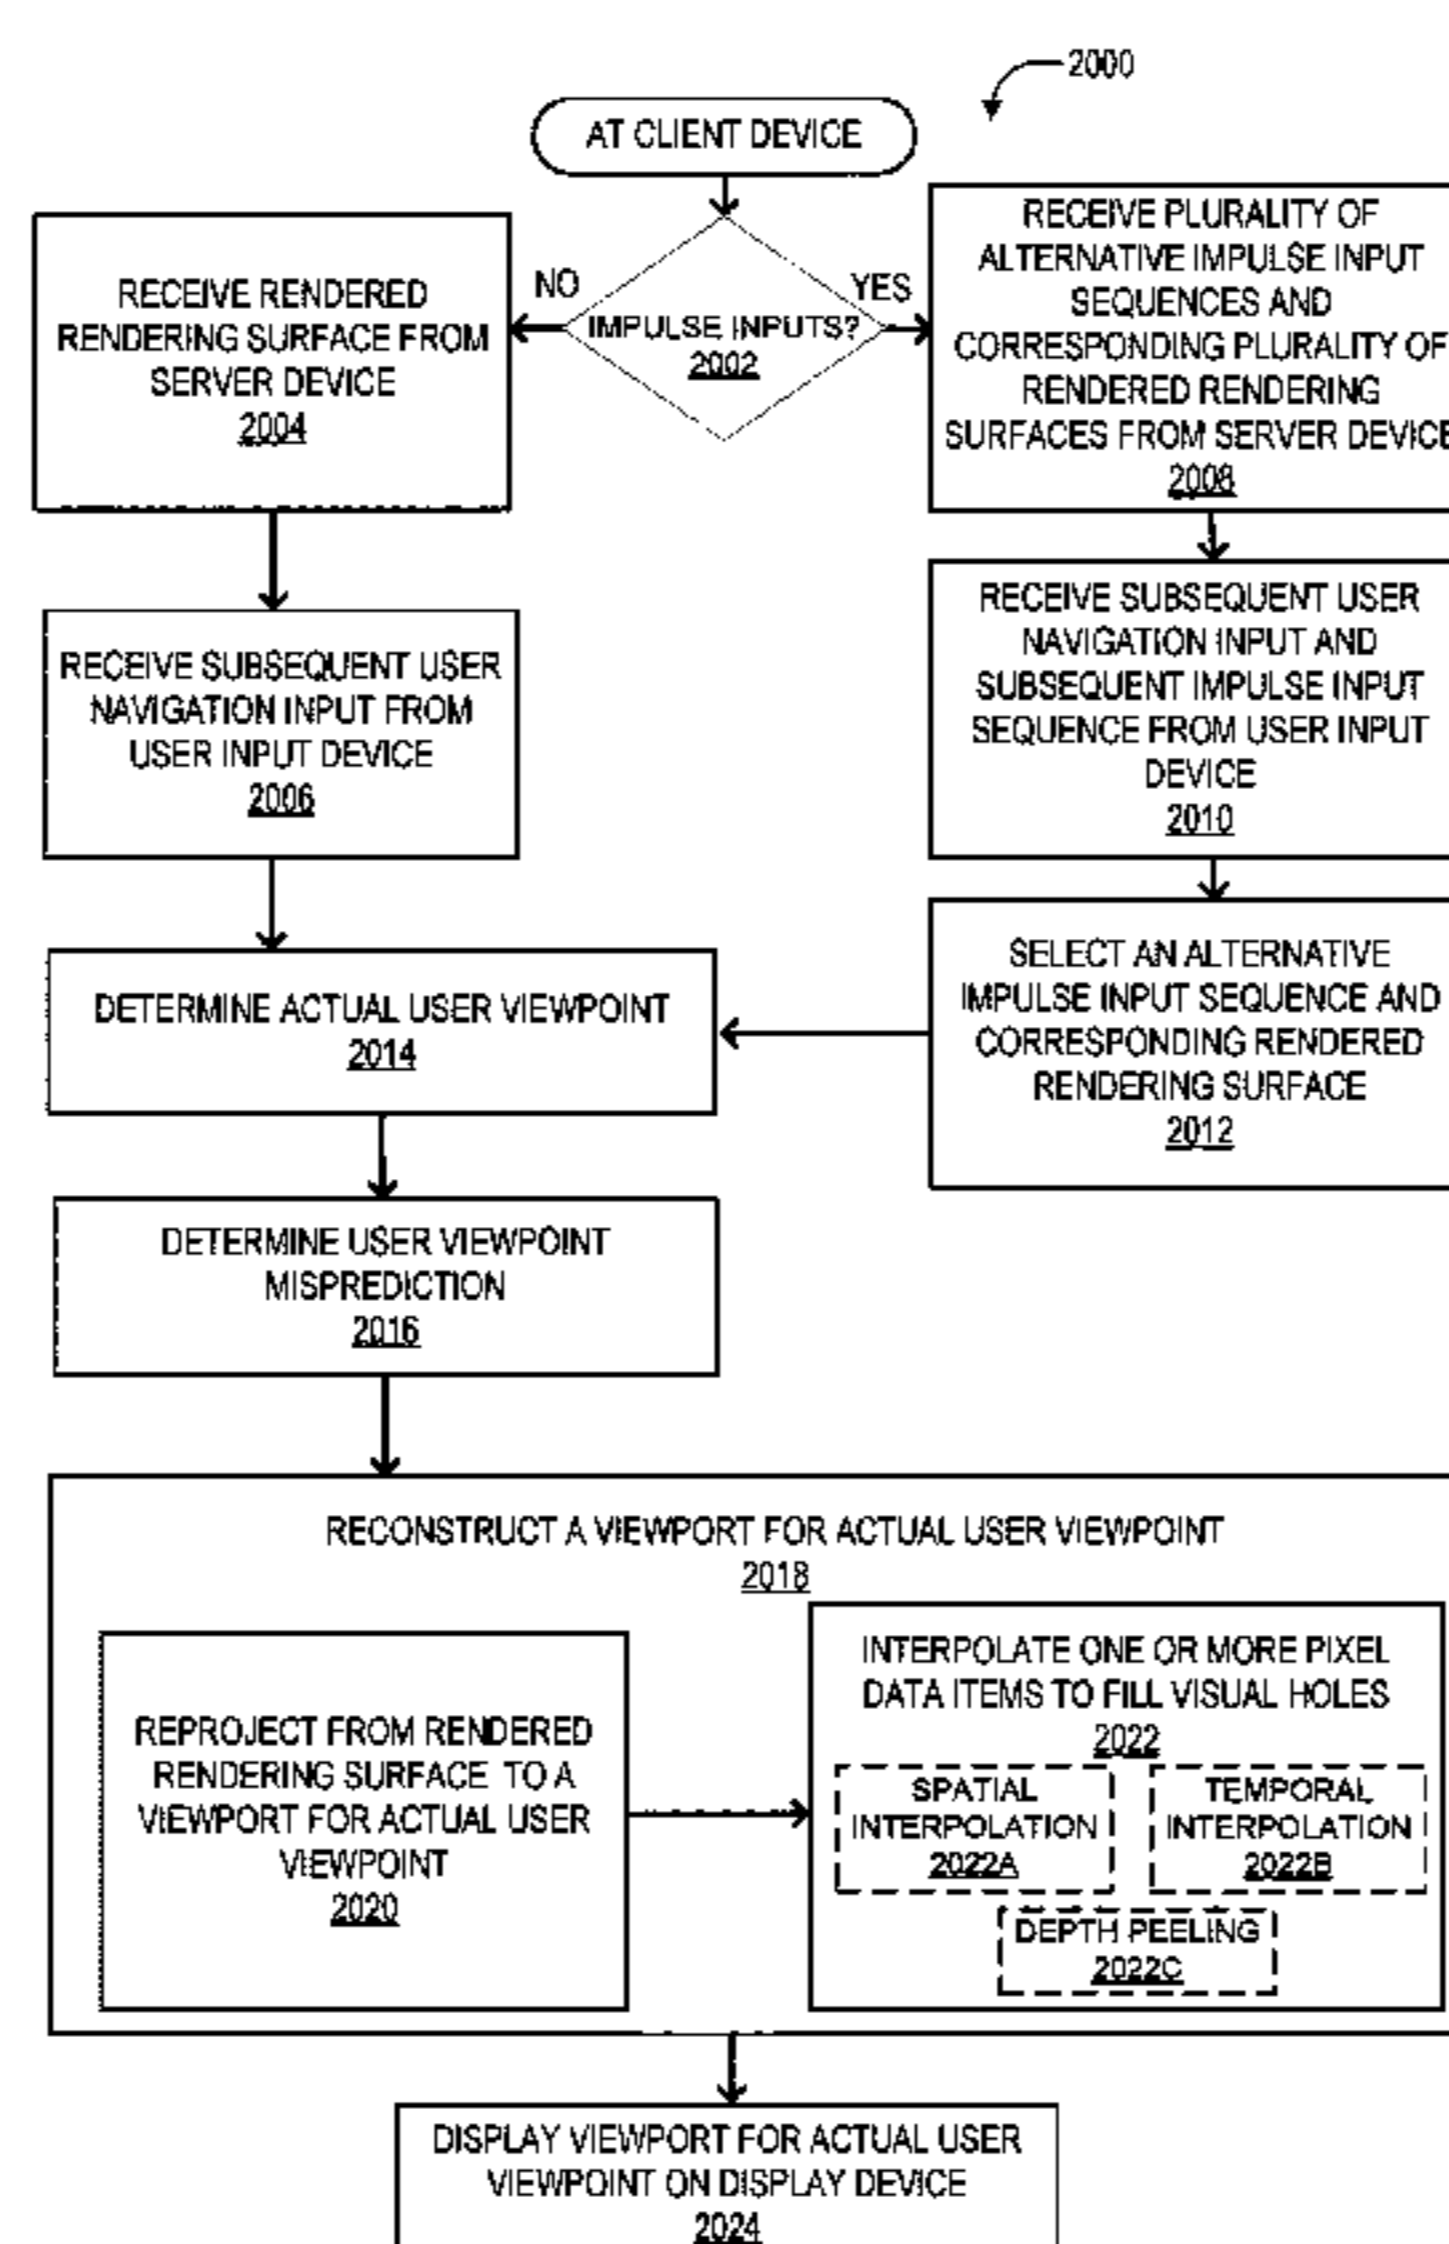 2000
AT CLIENT DEVICE
NO
YES
IMPULSE INPUTS?
2002
RECEIVE RENDERED
RENDERING SURFACE FROM
SERVER DEVICE
2004
RECEIVE PLURALITY OF
ALTERNATIVE IMPULSE INPUT
SEQUENCES AND
CORRESPONDING PLURALITY OF
RENDERED RENDERING
SURFACES FROM SERVER DEVICE
2008
RECEIVE SUBSEQUENT USER
NAVIGATION INPUT FROM
USER INPUT DEVICE
2006
RECEIVE SUBSEQUENT USER
NAVIGATION INPUT AND
SUBSEQUENT IMPULSE INPUT
SEQUENCE FROM USER INPUT
DEVICE
2010
SELECT AN ALTERNATIVE
IMPULSE INPUT SEQUENCE AND
CORRESPONDING RENDERED
RENDERING SURFACE
2012
DETERMINE ACTUAL USER VIEWPOINT
2014
DETERMINE USER VIEWPOINT
MISPREDICTION
2016
RECONSTRUCT A VIEWPORT FOR ACTUAL USER VIEWPOINT
2018
REPROJECT FROM RENDERED
RENDERING SURFACE TO A
VIEWPORT FOR ACTUAL USER
VIEWPOINT
2020
INTERPOLATE ONE OR MORE PIXEL
DATA ITEMS TO FILL VISUAL HOLES
2022
SPATIAL
INTERPOLATION
2022A
TEMPORAL
INTERPOLATION
2022B
DEPTH PEELING
2022C
DISPLAY VIEWPORT FOR ACTUAL USER
VIEWPOINT ON DISPLAY DEVICE
2024